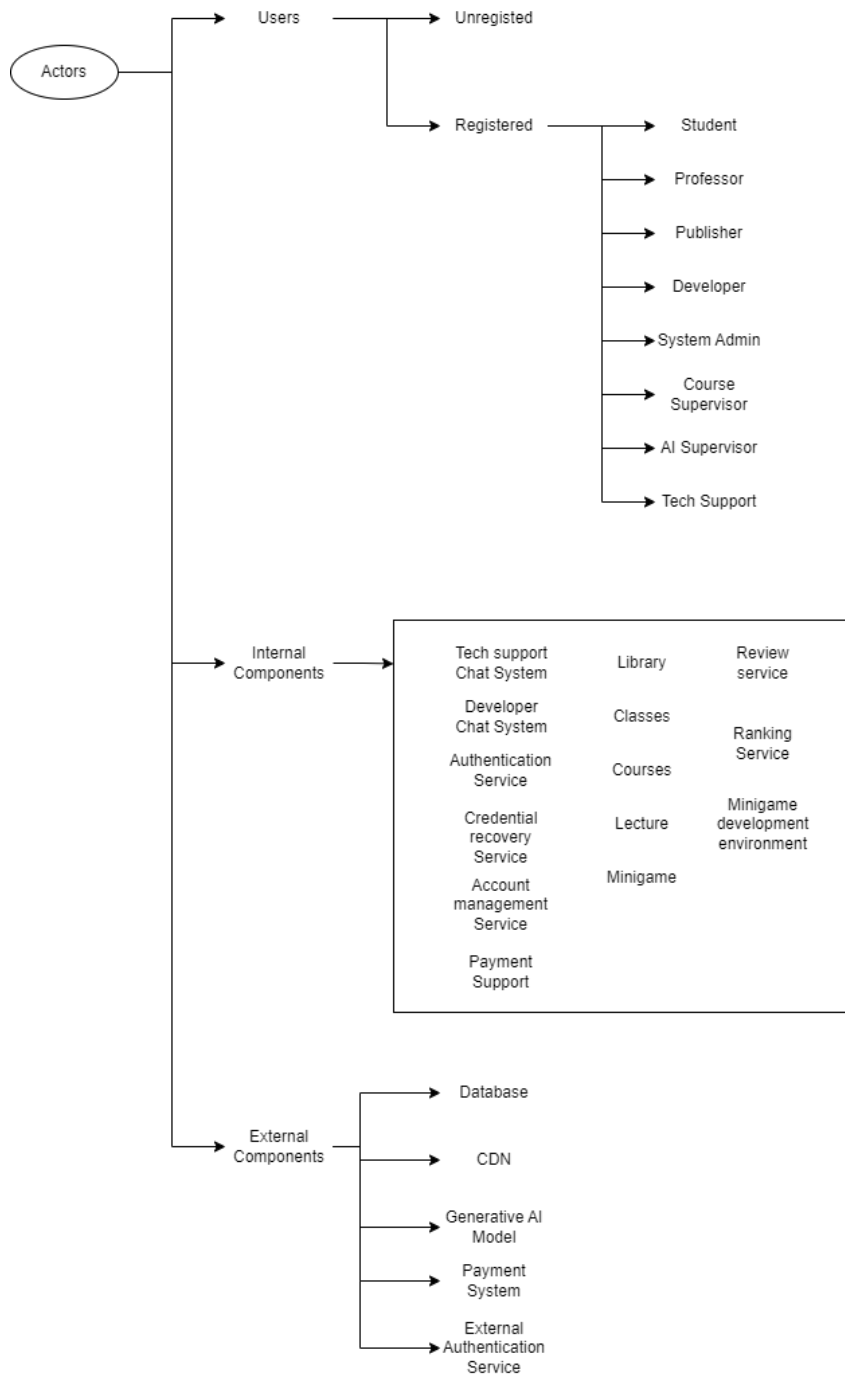 Actors
Users
Unregisted
Registered
Student
Professor
Publisher
Developer
System Admin
Course
Supervisor
AI Supervisor
Tech Support
Internal
Components
Tech support
Chat System
Developer
Chat System
Authentication
Service
Credential
recovery
Service
Account
management
Service
Payment
Support
Library
Classes
Courses
Lecture
Minigame
Review
service
Ranking
Service
Minigame
development
environment
External
Components
Database
CDN
Generative AI
Model
Payment
System
External
Authentication
Service